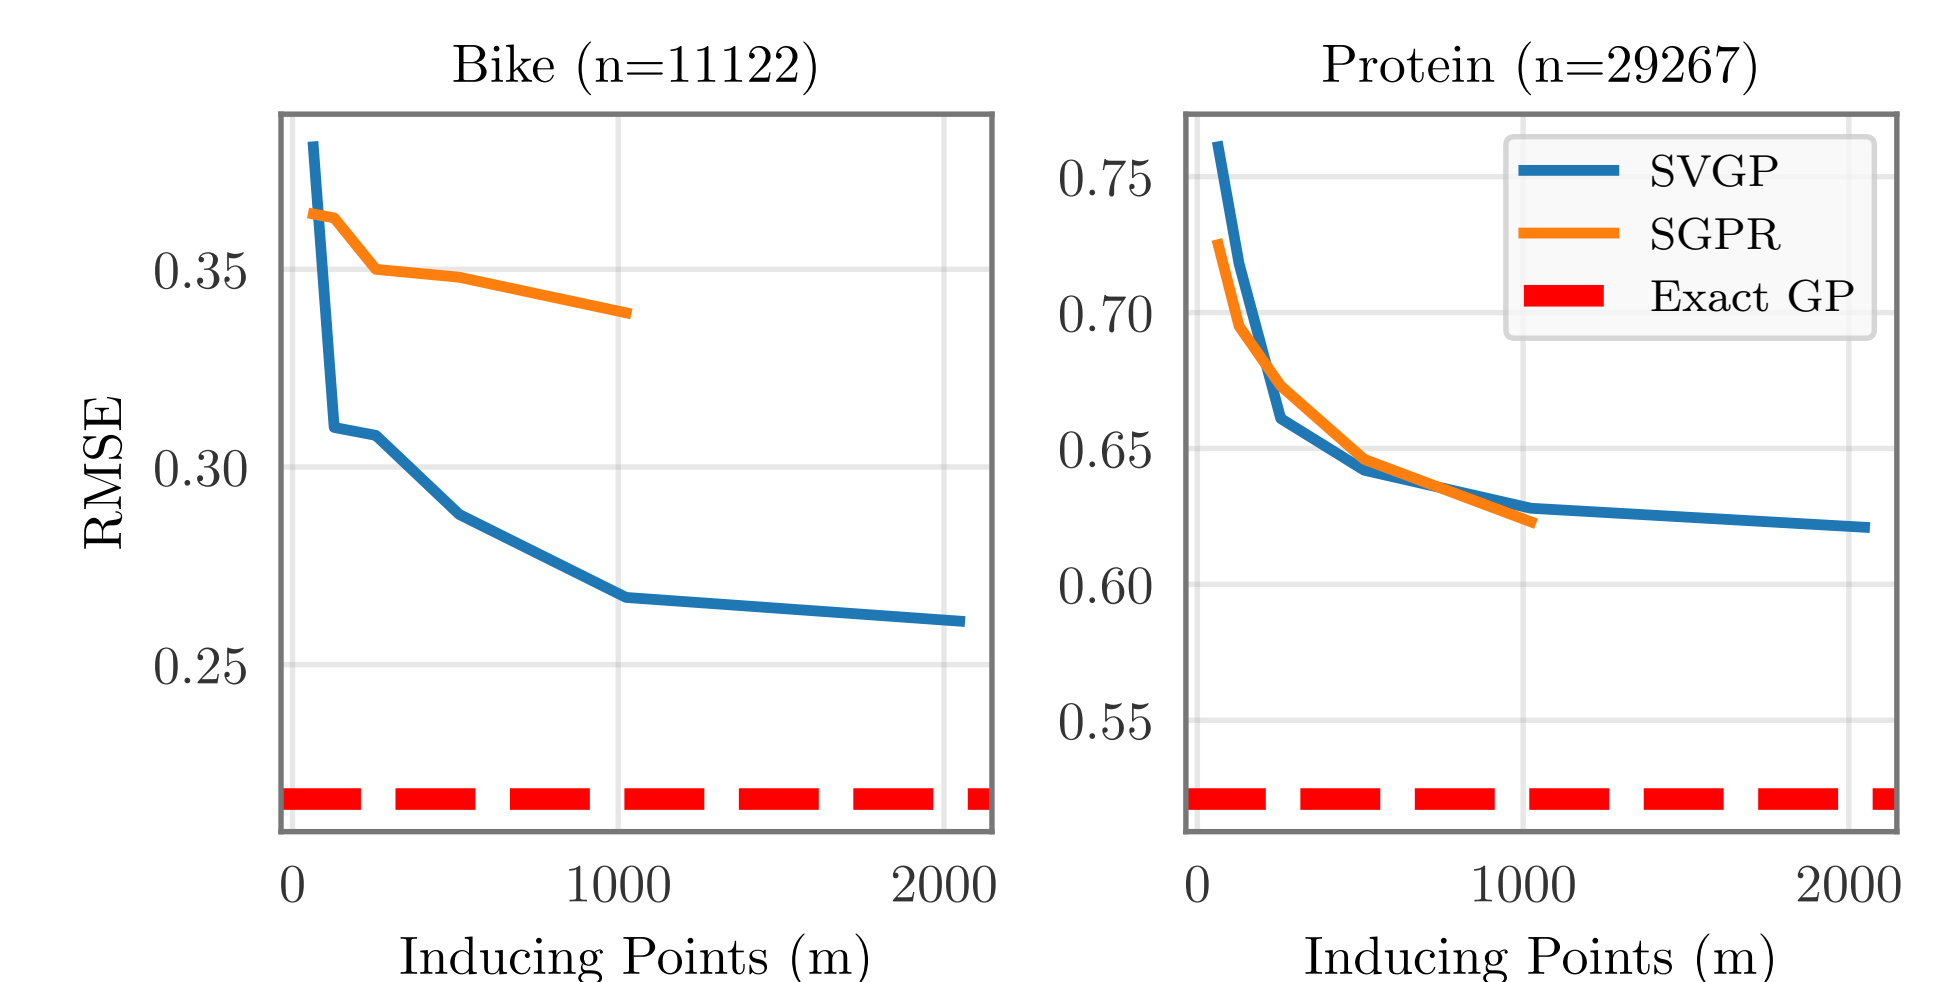 Bike (n=11122)
RMSE
0.35
0.30
0.25
0 1000 2000
Inducing Points (m)
Protein (n=29267)
0.75
0.70
0.65
0.60
0.55
0 1000 2000
Inducing Points (m)
SVGP
SGPR
Exact GP